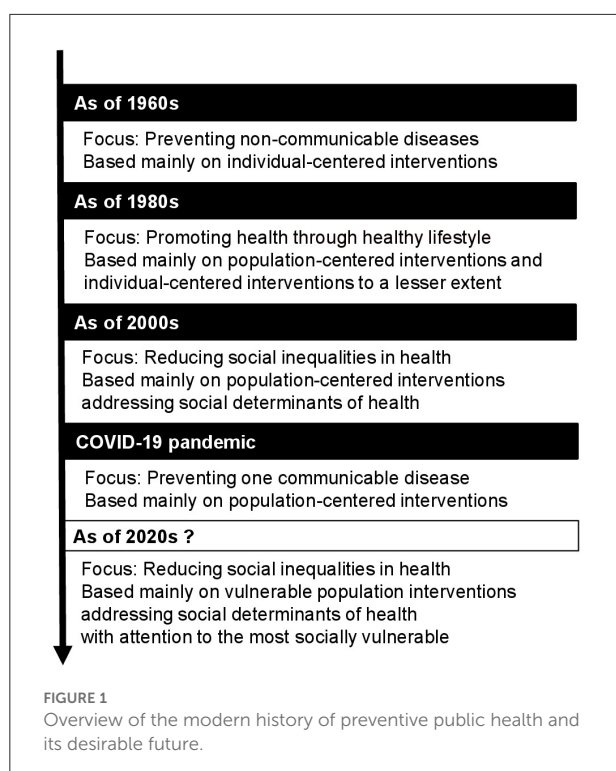 As of 1960s
Focus: Preventing non-communicable diseases
Based mainly on individual-centered interventions
As of 1980s
Focus: Promoting health through healthy lifestyle
Based mainly on population-centered interventions and
individual-centered interventions to a lesser extent
As of 2000s
Focus: Reducing social inequalities in health
Based mainly on population-centered interventions
addressing social determinants of health
COVID-19 pandemic
Focus: Preventing one communicable disease
Based mainly on population-centered interventions
As of 2020s ?
Focus: Reducing social inequalities in health
Based mainly on vulnerable population interventions
addressing social determinants of health
with attention to the most socially vulnerable
FIGURE 1
Overview of the modern history of preventive public health and
its desirable future.